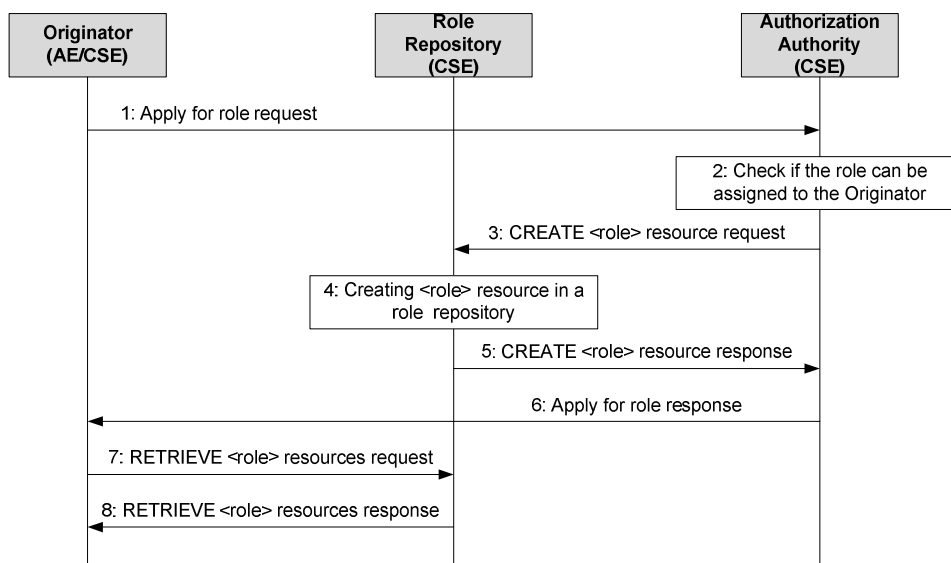 Originator
(AE/CSE)
Role
Repository
(CSE)
Authorization
Authority
(CSE)
1: Apply for role request
2: Check if the role can be
assigned to the Originator
3: CREATE <role> resource request
4: Creating <role> resource in a
role repository
5: CREATE <role> resource response
6: Apply for role response
7: RETRIEVE <role> resources request
8: RETRIEVE <role> resources response